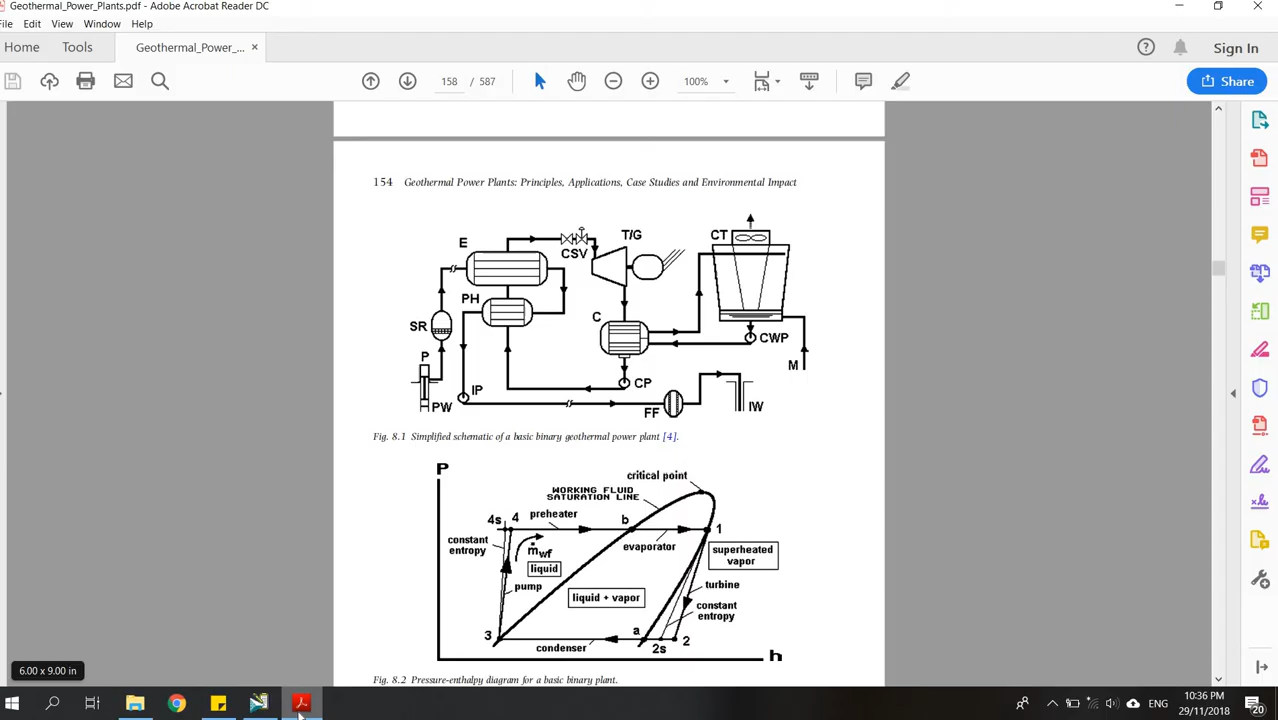 Geothermal_Power_Plants.pdf - Adobe Acrobat Reader DC
File Edit View Window Help
Home Tools Geothermal_Power_... × Sign In
158 / 587 100% Share
154 Geothermal Power Plants: Principles, Applications, Case Studies and Environmental Impact
E CSV T/G CT
PH
C
SR
CWP
P
M
IP CP
PW FF IW
Fig. 8.1 Simplified schematic of a basic binary geothermal power plant [4].
P
critical point
WORKING FLUID
SATURATION LINE
4s 4 preheater b 1
constant
entropy
ṁwf
evaporator
superheated
vapor
liquid
pump
turbine
liquid + vapor
constant
entropy
3 a
condenser 2s 2
h
6.00 x 9.00 in
Fig. 8.2 Pressure-enthalpy diagram for a basic binary plant.
ENG
10:36 PM
29/11/2018
20